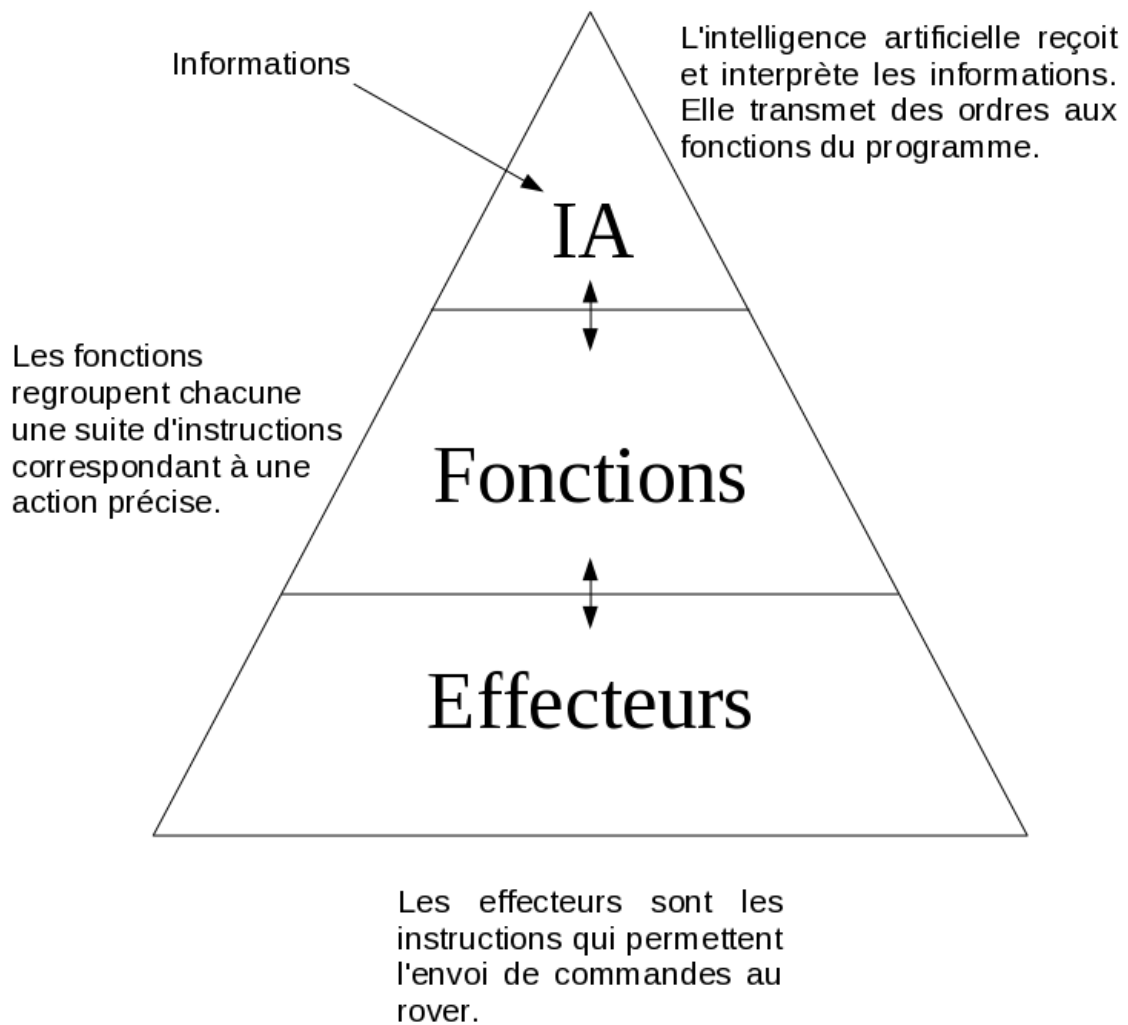 Informations
L'intelligence artificielle reçoit
et interprète les informations.
Elle transmet des ordres aux
fonctions du programme.
IA
Les fonctions
regroupent chacune
une suite d'instructions
correspondant à une
action précise.
Fonctions
Effecteurs
Les effecteurs sont les
instructions qui permettent
l'envoi de commandes au
rover.